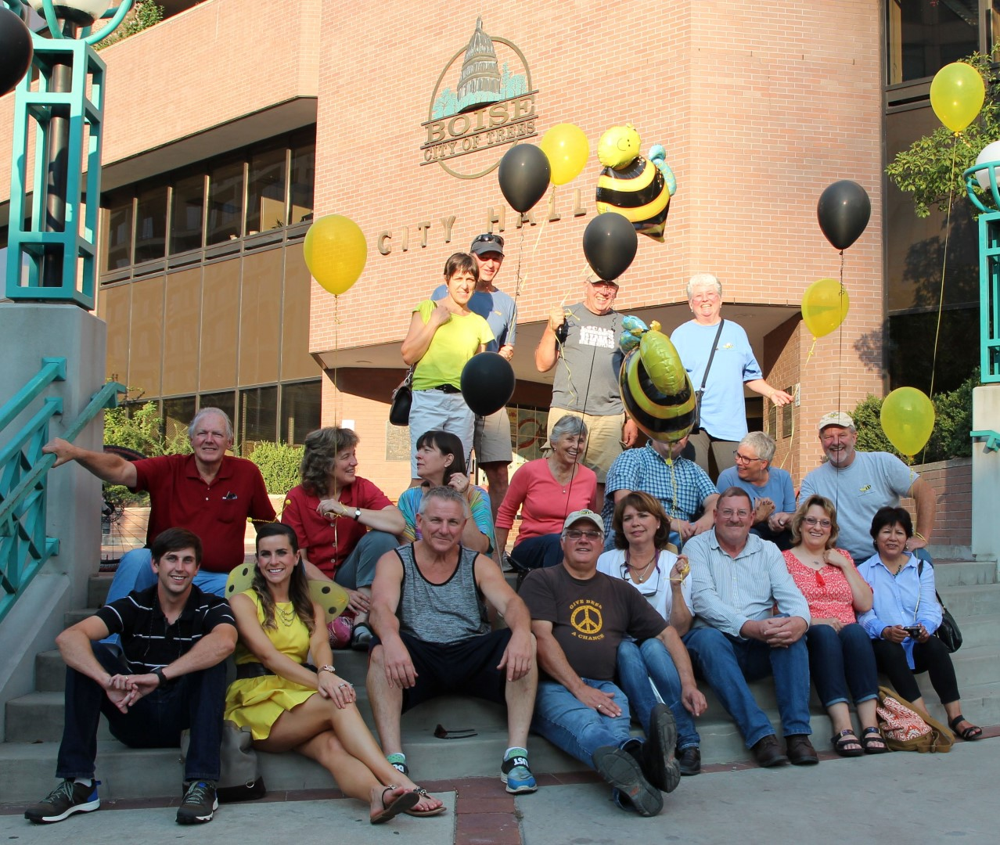 BOISE
CITY OF TREES
CITY HALL
GIVE BEES
A CHANCE